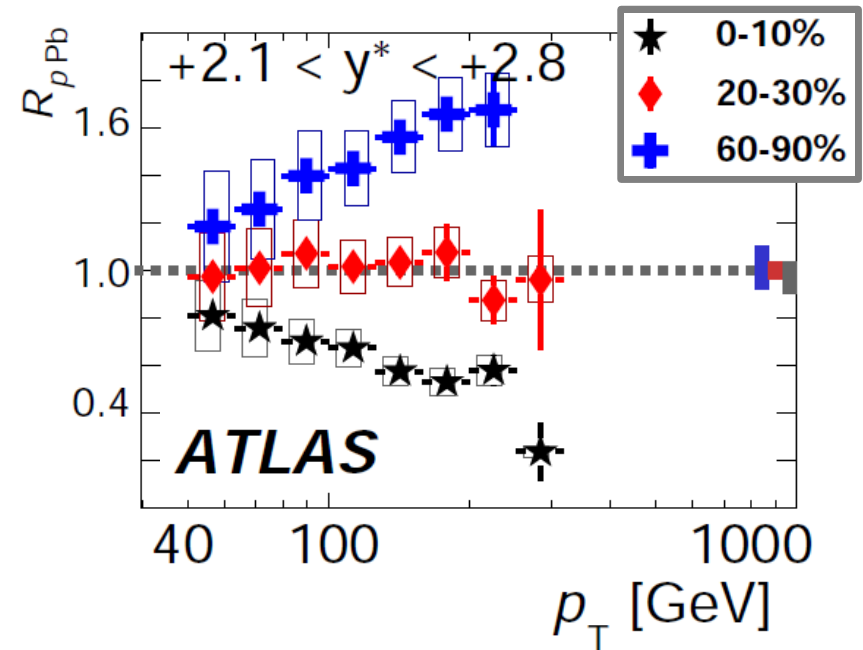 +2.1 < y* < +2.8
0-10%
20-30%
60-90%
R_pPb
1.6
1.0
0.4
ATLAS
40 100 1000
p_T [GeV]